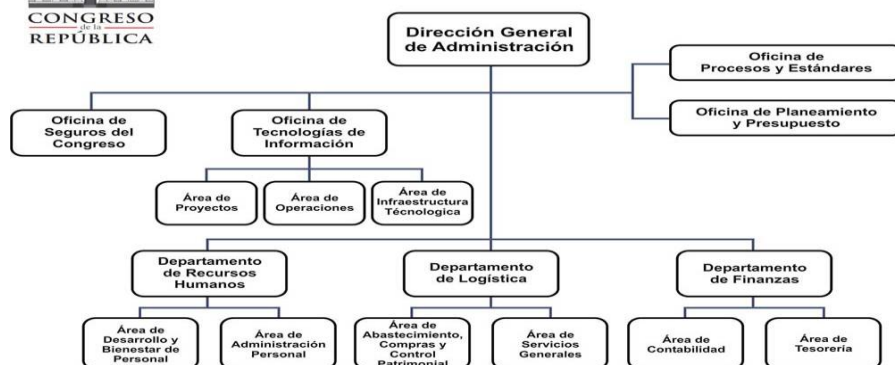 CONGRESO
de la
REPÚBLICA
Dirección General
de Administración
Oficina de
Procesos y Estándares
Oficina de Planeamiento
y Presupuesto
Oficina de
Seguros del
Congreso
Oficina de
Tecnologías de
Información
Área de
Proyectos
Área de
Operaciones
Área de
Infraestructura
Técnologica
Departamento
de Recursos
Humanos
Departamento
de Logística
Departamento
de Finanzas
Área de
Desarrollo y
Bienestar de
Personal
Área de
Administración
Personal
Área de
Abastecimiento,
Compras y
Control
Patrimonial
Área de
Servicios
Generales
Área de
Contabilidad
Área de
Tesorería